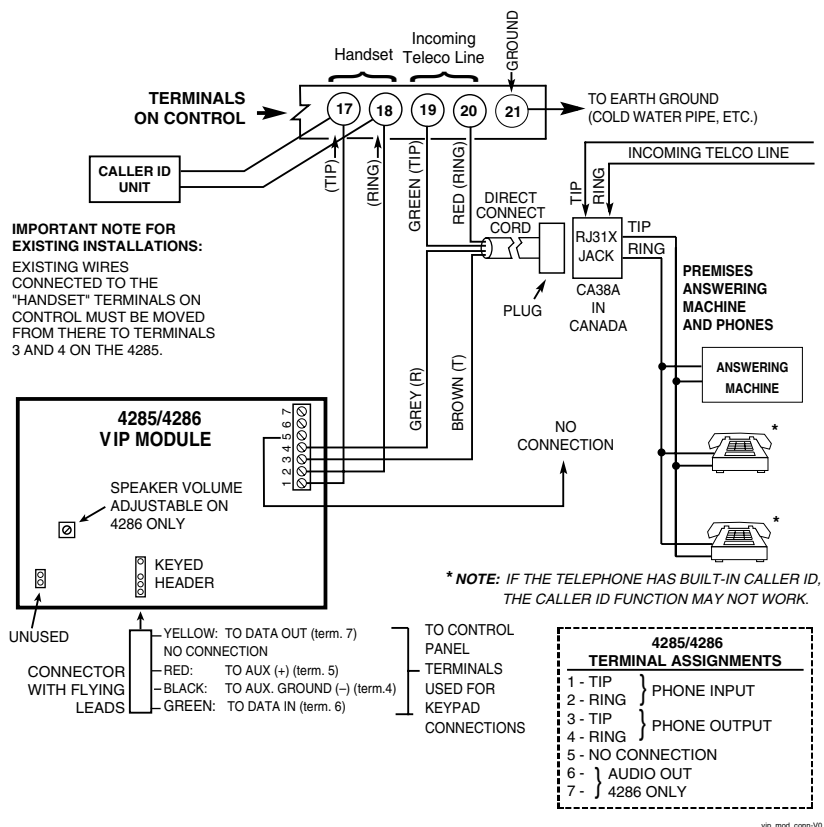 Handset
Incoming
Teleco Line
GROUND
TERMINALS
ON CONTROL
17
18
19
20
21
TO EARTH GROUND
(COLD WATER PIPE, ETC.)
CALLER ID
UNIT
(TIP)
(RING)
GREEN (TIP)
RED (RING)
DIRECT
CONNECT
CORD
PLUG
INCOMING TELCO LINE
TIP
RING
RJ31X
JACK
TIP
RING
CA38A
IN
CANADA
PREMISES
ANSWERING
MACHINE
AND PHONES
ANSWERING
MACHINE
*
*
IMPORTANT NOTE FOR
EXISTING INSTALLATIONS:
EXISTING WIRES
CONNECTED TO THE
"HANDSET" TERMINALS ON
CONTROL MUST BE MOVED
FROM THERE TO TERMINALS
3 AND 4 ON THE 4285.
GREY (R)
BROWN (T)
NO
CONNECTION
4285/4286
VIP MODULE
1 2 3 4 5 6 7
SPEAKER VOLUME
ADJUSTABLE ON
4286 ONLY
KEYED
HEADER
UNUSED
* NOTE: IF THE TELEPHONE HAS BUILT-IN CALLER ID,
THE CALLER ID FUNCTION MAY NOT WORK.
CONNECTOR
WITH FLYING
LEADS
YELLOW: TO DATA OUT (term. 7)
NO CONNECTION
RED: TO AUX (+) (term. 5)
BLACK: TO AUX. GROUND (–) (term.4)
GREEN: TO DATA IN (term. 6)
TO CONTROL
PANEL
TERMINALS
USED FOR
KEYPAD
CONNECTIONS
4285/4286
TERMINAL ASSIGNMENTS
1 - TIP
2 - RING
PHONE INPUT
3 - TIP
4 - RING
PHONE OUTPUT
5 - NO CONNECTION
6 - AUDIO OUT
7 - 4286 ONLY
vip_mod_conn-V0